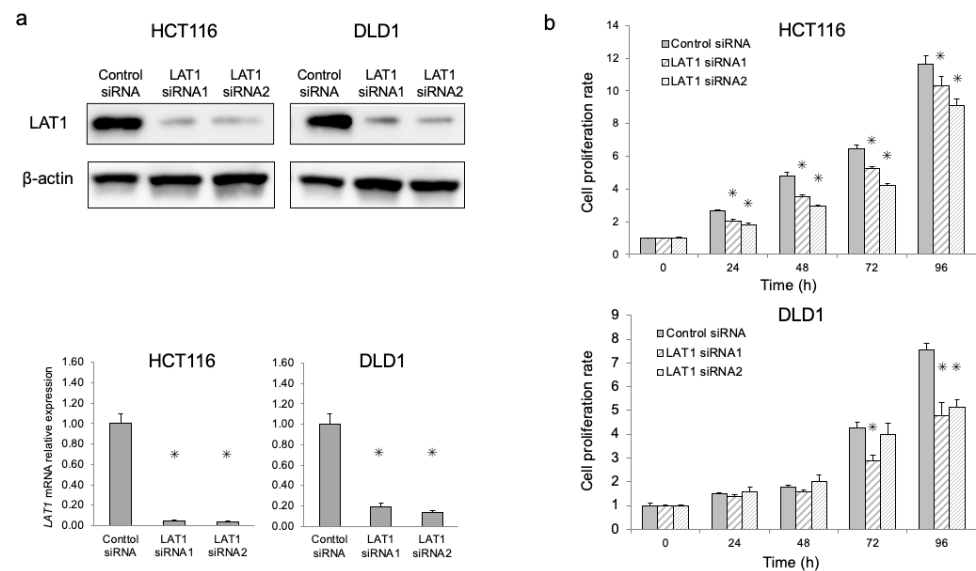 a
HCT116
DLD1
Control
siRNA
LAT1
siRNA1
LAT1
siRNA2
Control
siRNA
LAT1
siRNA1
LAT1
siRNA2
LAT1
β-actin
HCT116
LAT1 mRNA relative expression
1.60
1.40
1.20
1.00
0.80
0.60
0.40
0.20
0.00
*
*
Control
siRNA
LAT1
siRNA1
LAT1
siRNA2
DLD1
1.60
1.40
1.20
1.00
0.80
0.60
0.40
0.20
0.00
*
*
Control
siRNA
LAT1
siRNA1
LAT1
siRNA2
b
HCT116
Control siRNA
LAT1 siRNA1
LAT1 siRNA2
Cell proliferation rate
14
12
10
8
6
4
2
0
* *
* *
* *
* *
0 24 48 72 96
Time (h)
DLD1
Control siRNA
LAT1 siRNA1
LAT1 siRNA2
Cell proliferation rate
9
8
7
6
5
4
3
2
1
0
*
* *
0 24 48 72 96
Time (h)